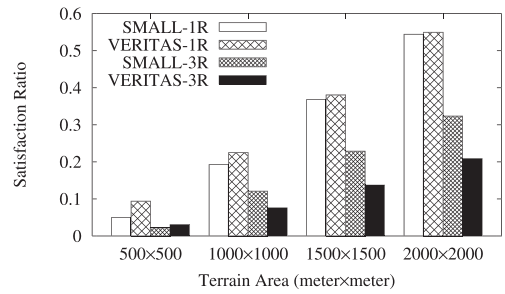 Satisfaction Ratio
0.6
0.5
0.4
0.3
0.2
0.1
0
SMALL-1R
VERITAS-1R
SMALL-3R
VERITAS-3R
500×500 1000×1000 1500×1500 2000×2000
Terrain Area (meter×meter)